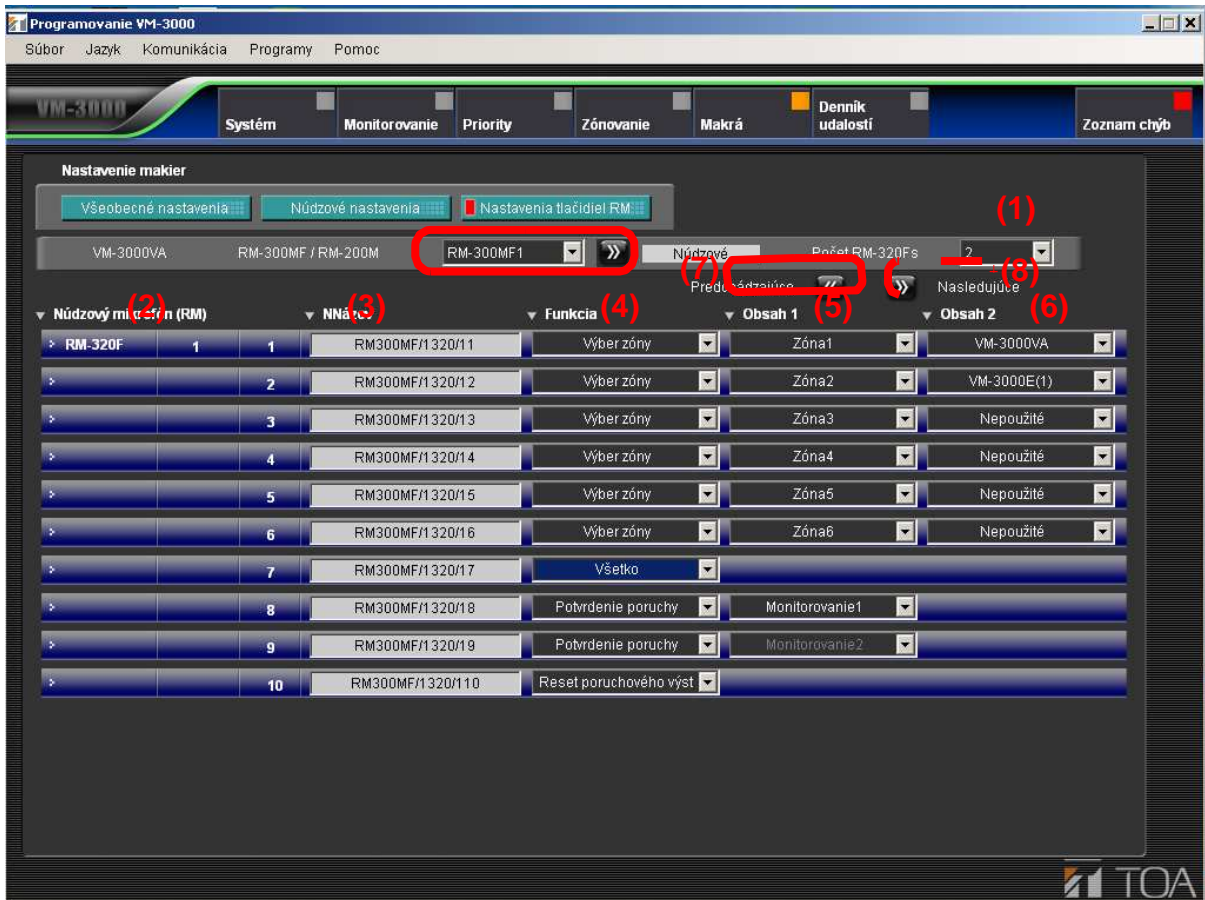 Programovanie VM-3000
Súbor Jazyk Komunikácia Programy Pomoc
VM-3000 Systém Monitorovanie Priority Zónovanie Makrá Denník udalostí Zoznam chýb
Nastavenie makier
Všeobecné nastavenia Núdzové nastavenia Nastavenia tlačidiel RM
(1)
VM-3000VA RM-300MF / RM-200M RM-300MF1 Núdzové Počet RM-320Fs 2
(7) Predchádzajúce Nasledujúce (8)
(2) (3) (4) (5) (6)
Núdzový mikrofón (RM) NNázov Funkcia Obsah 1 Obsah 2
RM-320F 1 1 RM300MF/1320/11 Výber zóny Zóna1 VM-3000VA
2 RM300MF/1320/12 Výber zóny Zóna2 VM-3000E(1)
3 RM300MF/1320/13 Výber zóny Zóna3 Nepoužité
4 RM300MF/1320/14 Výber zóny Zóna4 Nepoužité
5 RM300MF/1320/15 Výber zóny Zóna5 Nepoužité
6 RM300MF/1320/16 Výber zóny Zóna6 Nepoužité
7 RM300MF/1320/17 Všetko
8 RM300MF/1320/18 Potvrdenie poruchy Monitorovanie1
9 RM300MF/1320/19 Potvrdenie poruchy Monitorovanie2
10 RM300MF/1320/110 Reset poruchového výst
TOA